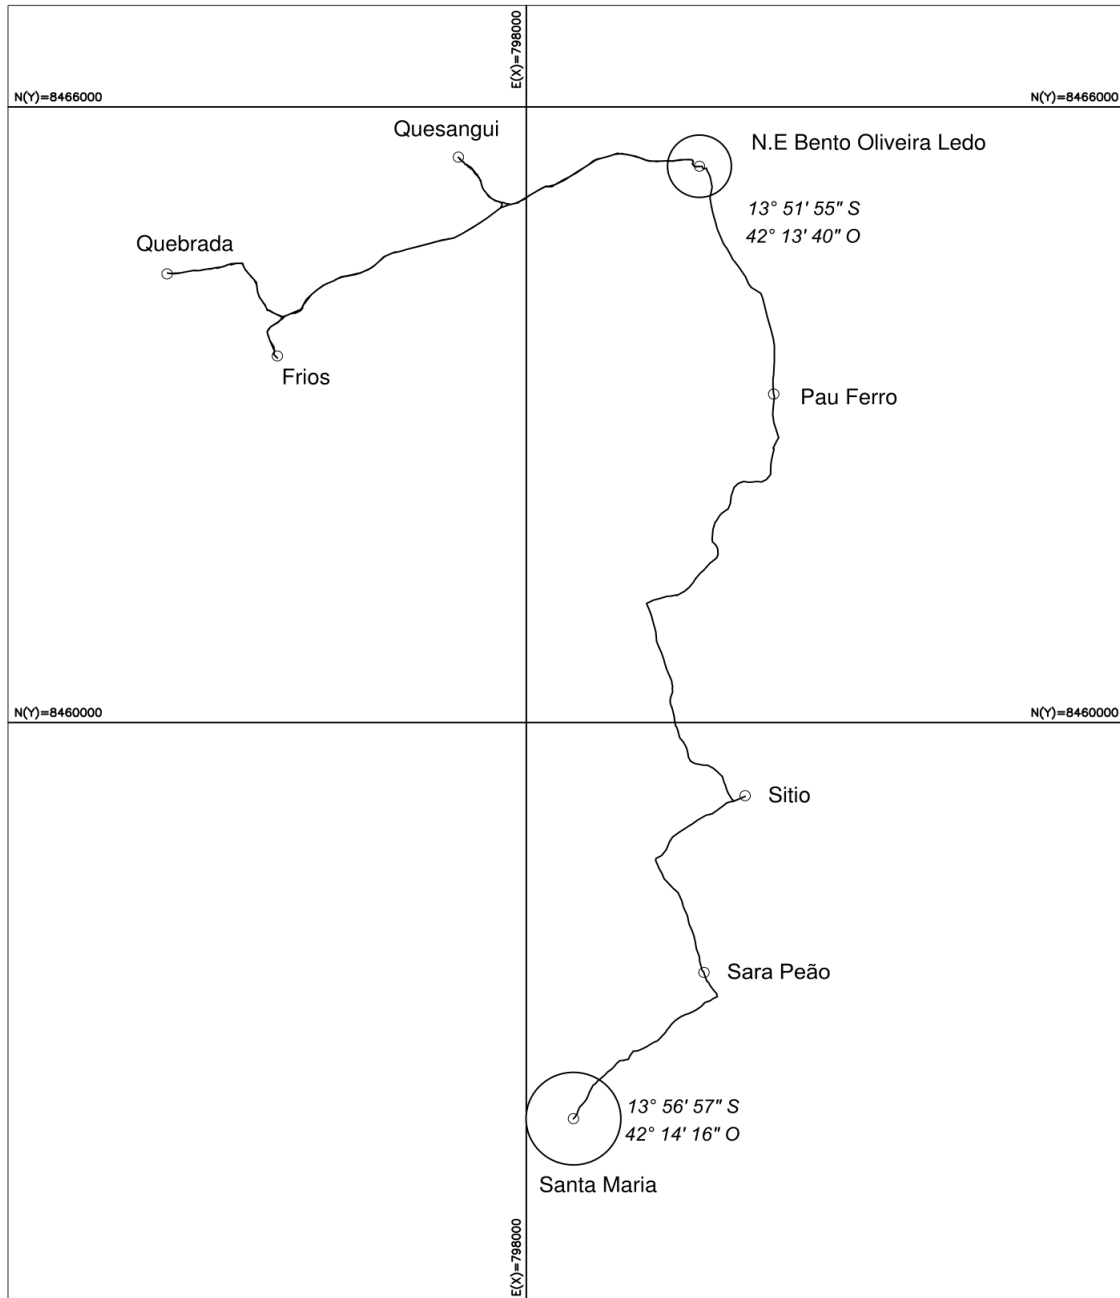 E(X)=798000
N(Y)=8466000
N(Y)=8466000
Quesangui
N.E Bento Oliveira Ledo
13° 51' 55" S
42° 13' 40" O
Quebrada
Frios
Pau Ferro
N(Y)=8460000
N(Y)=8460000
Sitio
Sara Peão
13° 56' 57" S
42° 14' 16" O
Santa Maria
E(X)=798000